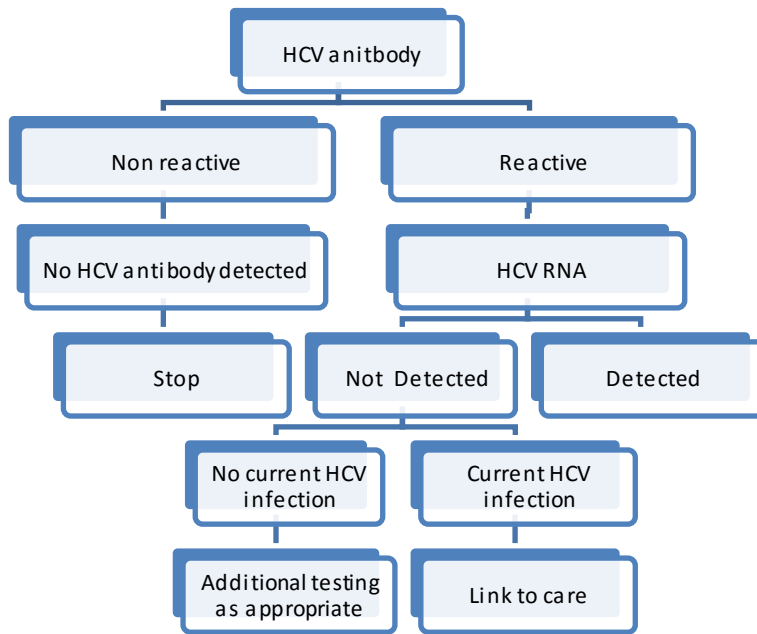 HCV anitbody
Non reactive
Reactive
No HCV antibody detected
HCV RNA
Stop
Not Detected
Detected
No current HCV
infection
Current HCV
infection
Additional testing
as appropriate
Link to care